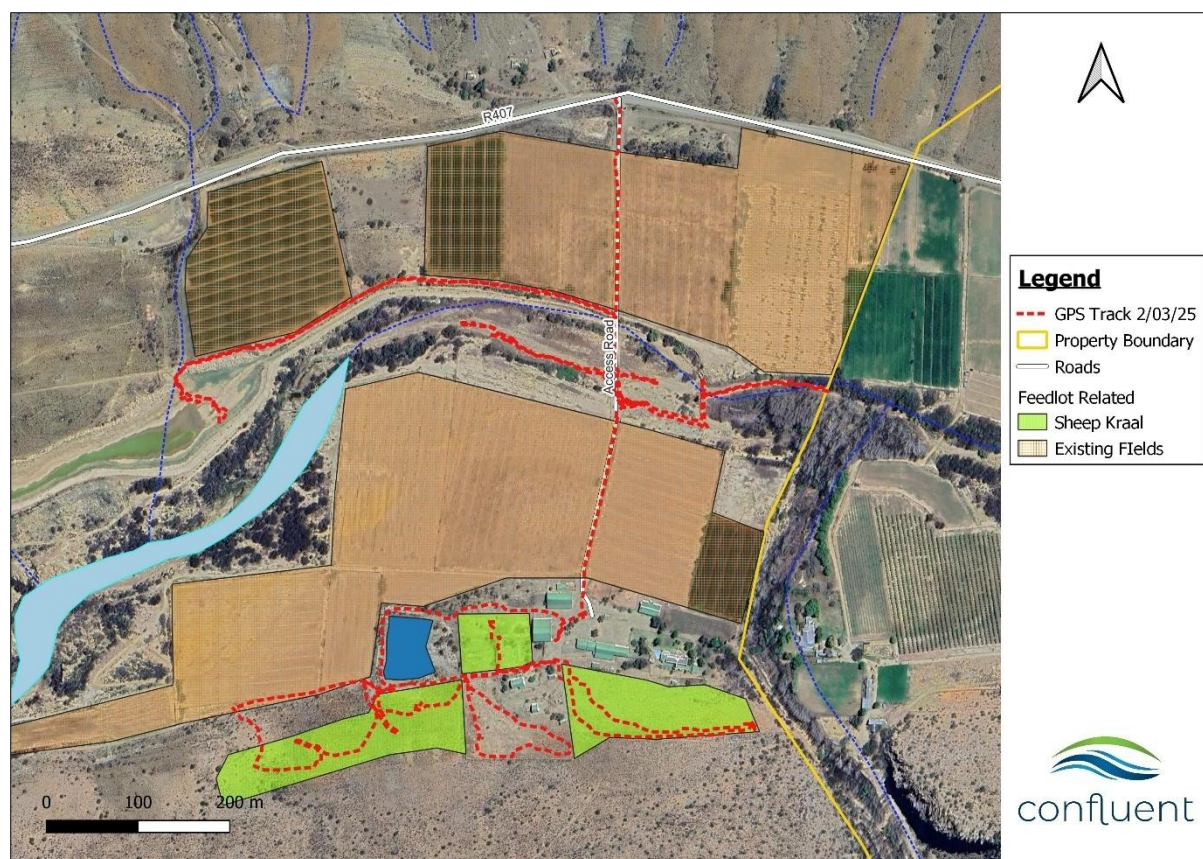 R407
Access Road
0 100 200 m
Legend
GPS Track 2/03/25
Property Boundary
Roads
Feedlot Related
Sheep Kraal
Existing FIelds
confluent